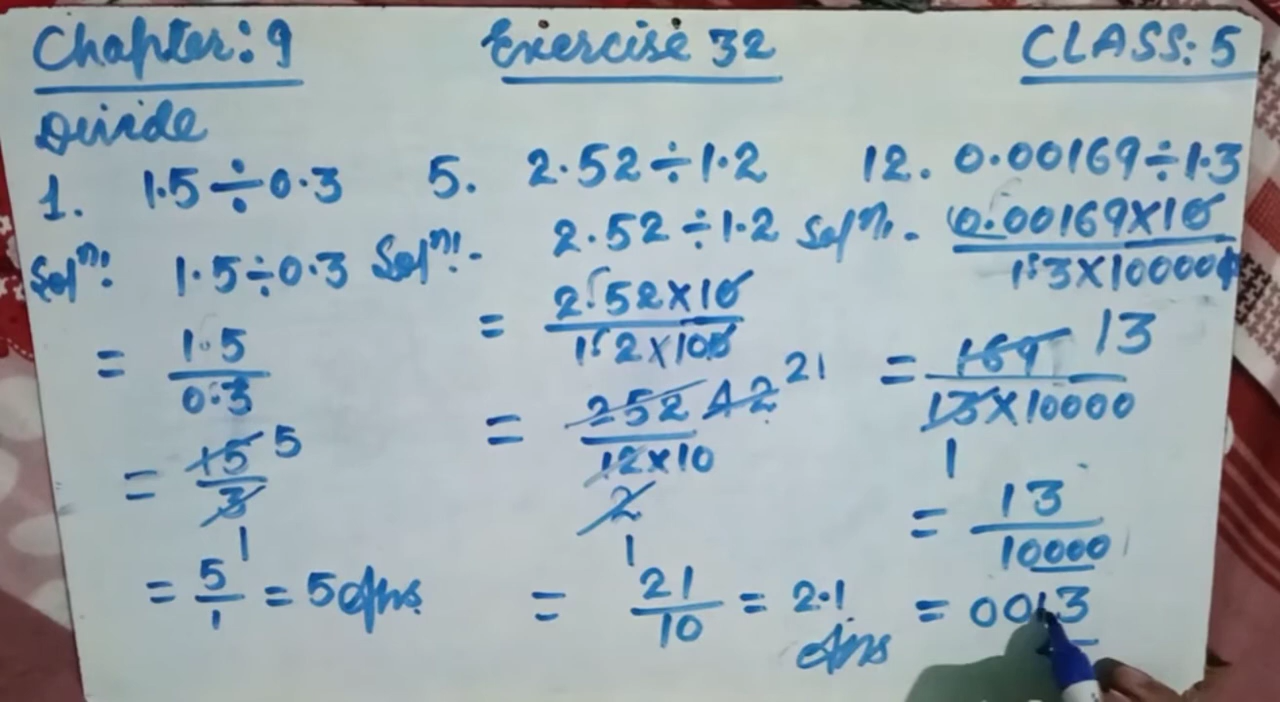 Chapter: 9 Exercise 32 CLASS: 5
Divide
1. 1.5÷0.3
Solⁿ: 1.5÷0.3
= 1.5/0.3
= 15/3 5 1
= 5/1 = 5 Ans
5. 2.52÷1.2
Solⁿ:- 2.52÷1.2
= 2.52×10/1.2×100
= 252/12×10 42 21 2 1
= 21/10 = 2.1
Ans
12. 0.00169÷1.3
Solⁿ:- 0.00169×10/1.3×100000
= 169/13×10000 13 1
= 13/10000
= 0013